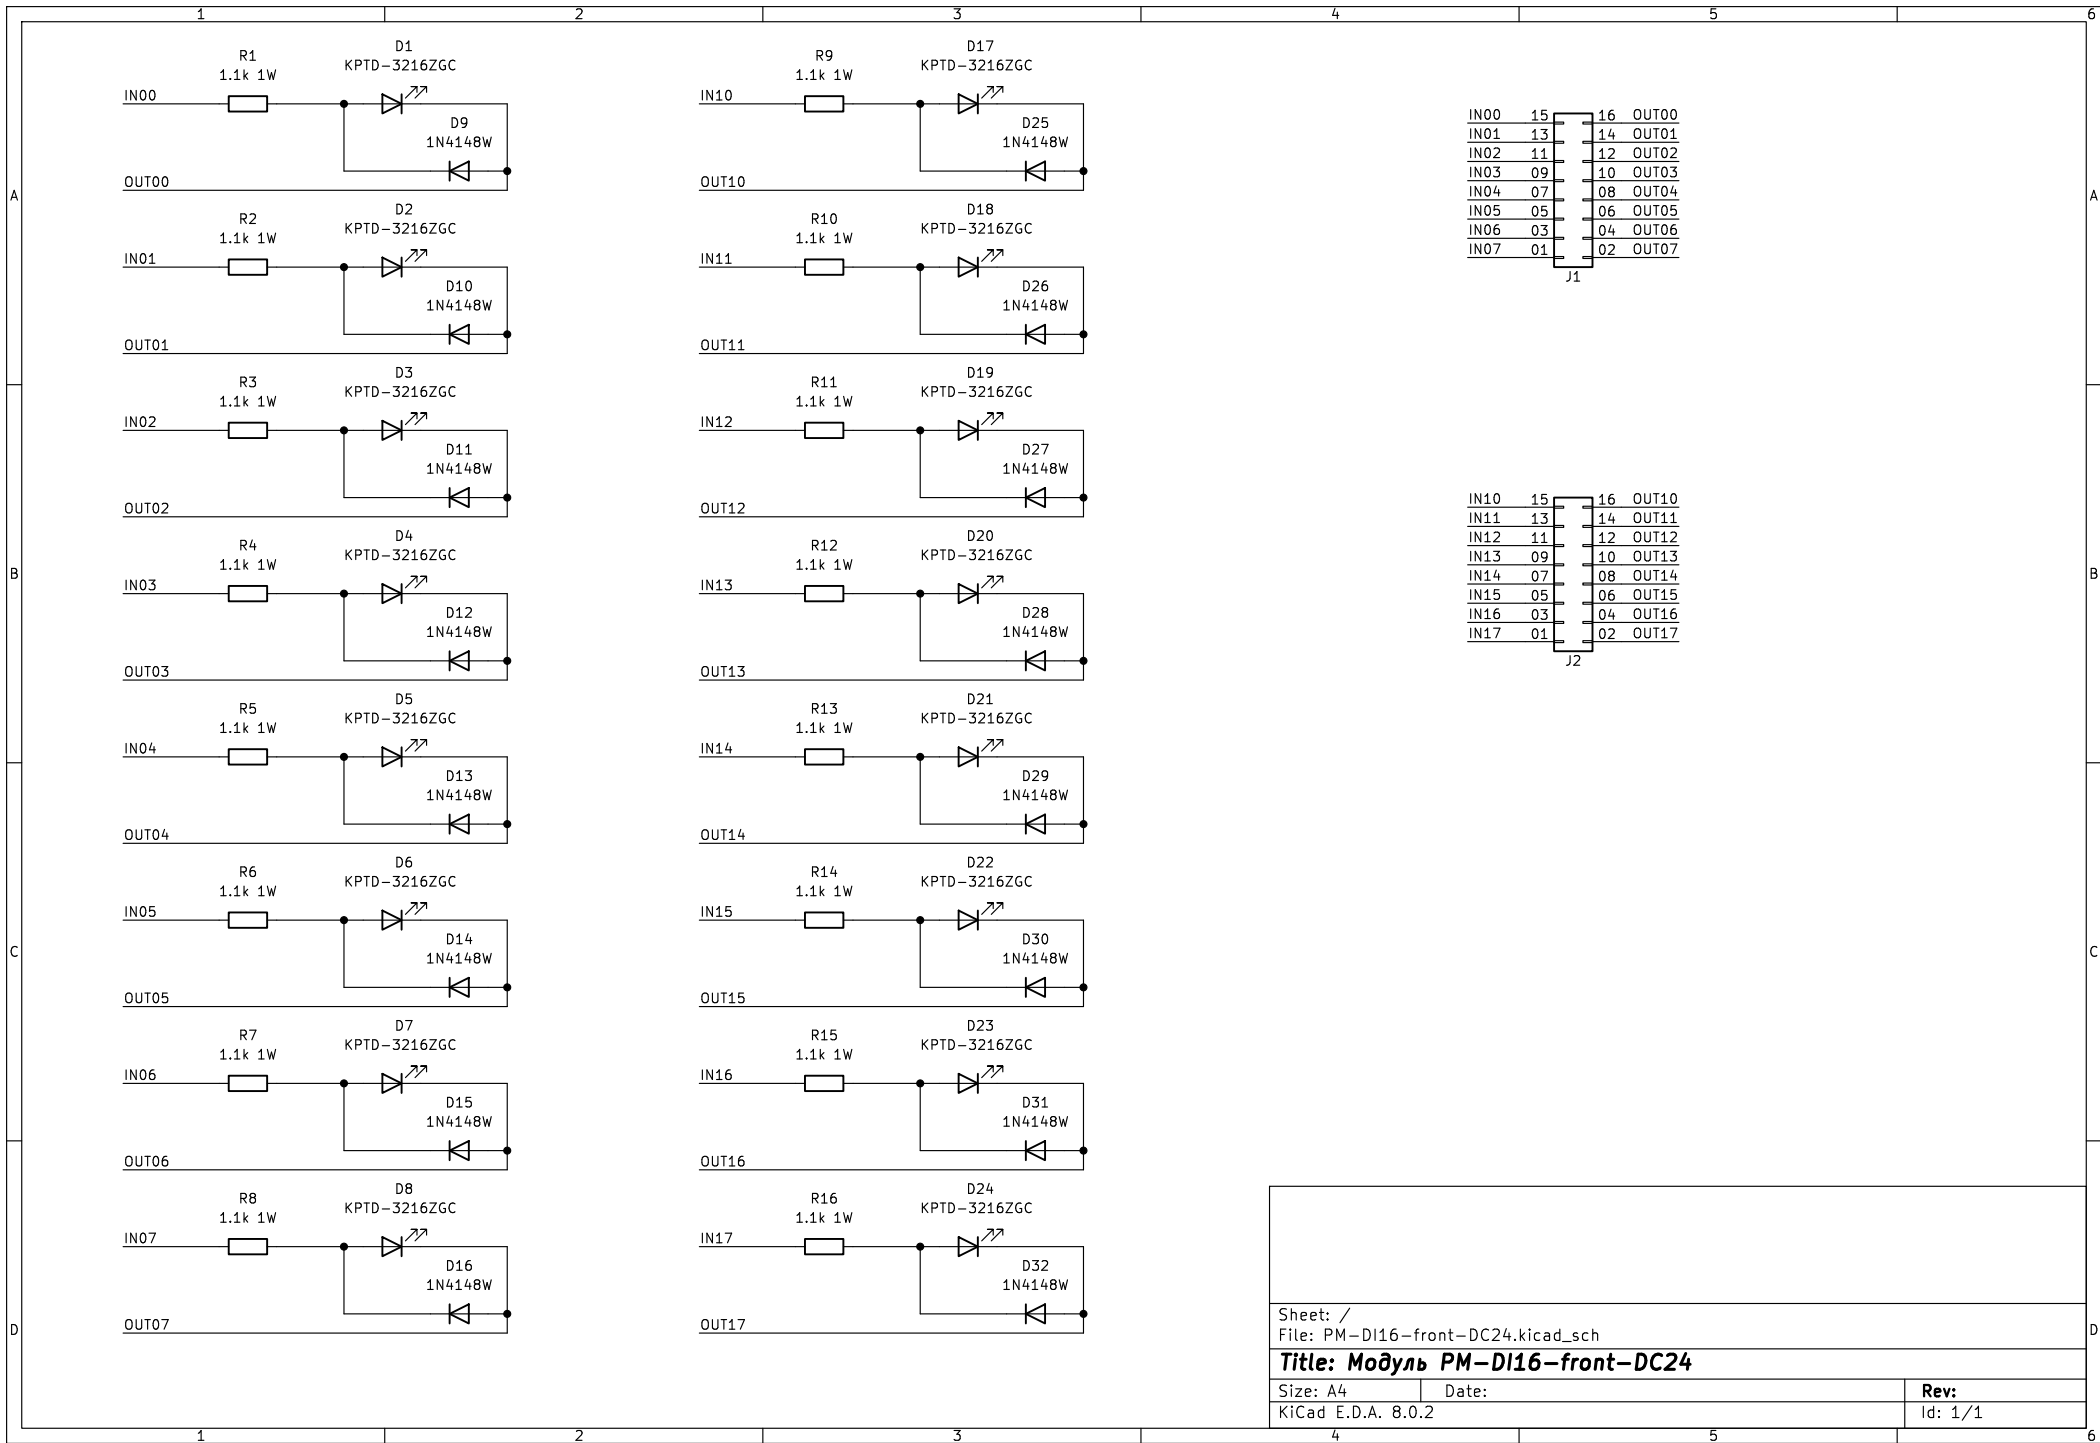 1 2 3 4 5 6
R1
1.1k 1W
D1
KPTD-3216ZGC
IN00
D9
1N4148W
OUT00
R2
1.1k 1W
D2
KPTD-3216ZGC
IN01
D10
1N4148W
OUT01
R3
1.1k 1W
D3
KPTD-3216ZGC
IN02
D11
1N4148W
OUT02
R4
1.1k 1W
D4
KPTD-3216ZGC
IN03
D12
1N4148W
OUT03
R5
1.1k 1W
D5
KPTD-3216ZGC
IN04
D13
1N4148W
OUT04
R6
1.1k 1W
D6
KPTD-3216ZGC
IN05
D14
1N4148W
OUT05
R7
1.1k 1W
D7
KPTD-3216ZGC
IN06
D15
1N4148W
OUT06
R8
1.1k 1W
D8
KPTD-3216ZGC
IN07
D16
1N4148W
OUT07
R9
1.1k 1W
D17
KPTD-3216ZGC
IN10
D25
1N4148W
OUT10
R10
1.1k 1W
D18
KPTD-3216ZGC
IN11
D26
1N4148W
OUT11
R11
1.1k 1W
D19
KPTD-3216ZGC
IN12
D27
1N4148W
OUT12
R12
1.1k 1W
D20
KPTD-3216ZGC
IN13
D28
1N4148W
OUT13
R13
1.1k 1W
D21
KPTD-3216ZGC
IN14
D29
1N4148W
OUT14
R14
1.1k 1W
D22
KPTD-3216ZGC
IN15
D30
1N4148W
OUT15
R15
1.1k 1W
D23
KPTD-3216ZGC
IN16
D31
1N4148W
OUT16
R16
1.1k 1W
D24
KPTD-3216ZGC
IN17
D32
1N4148W
OUT17
IN00 15 16 OUT00
IN01 13 14 OUT01
IN02 11 12 OUT02
IN03 09 10 OUT03
IN04 07 08 OUT04
IN05 05 06 OUT05
IN06 03 04 OUT06
IN07 01 02 OUT07
J1
IN10 15 16 OUT10
IN11 13 14 OUT11
IN12 11 12 OUT12
IN13 09 10 OUT13
IN14 07 08 OUT14
IN15 05 06 OUT15
IN16 03 04 OUT16
IN17 01 02 OUT17
J2
A A
B B
C C
D D
Sheet: /
File: PM-DI16-front-DC24.kicad_sch
Title: Модуль PM-DI16-front-DC24
Size: A4 Date: Rev:
KiCad E.D.A. 8.0.2 Id: 1/1
1 2 3 4 5 6